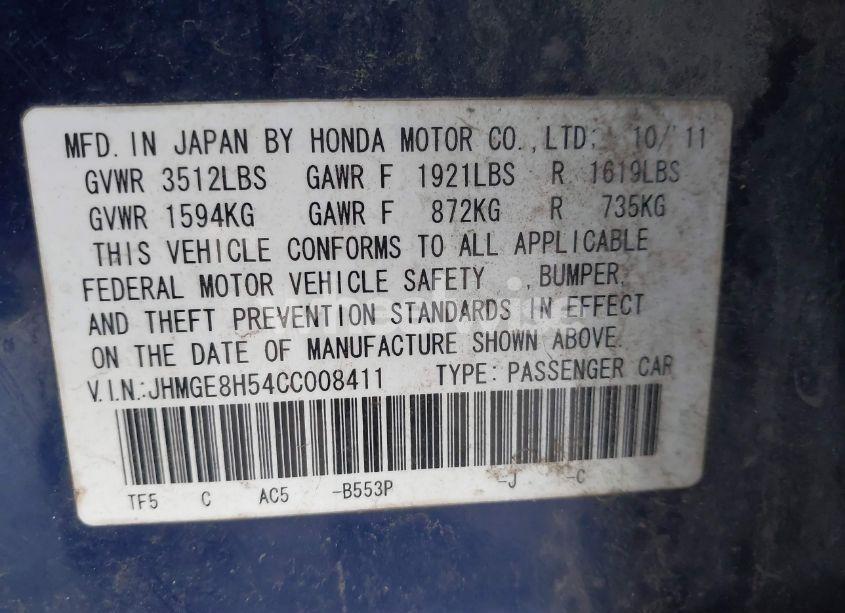 MFD. IN JAPAN BY HONDA MOTOR CO.,LTD. 10/'11
GVWR 3512LBS GAWR F 1921LBS R 1619LBS
GVWR 1594KG GAWR F 872KG R 735KG
THIS VEHICLE CONFORMS TO ALL APPLICABLE
FEDERAL MOTOR VEHICLE SAFETY ,BUMPER,
AND THEFT PREVENTION STANDARDS IN EFFECT
ON THE DATE OF MANUFACTURE SHOWN ABOVE.
V.I.N.:JHMGE8H54CC008411 TYPE:PASSENGER CAR
TF5 C AC5 -B553P -J -C